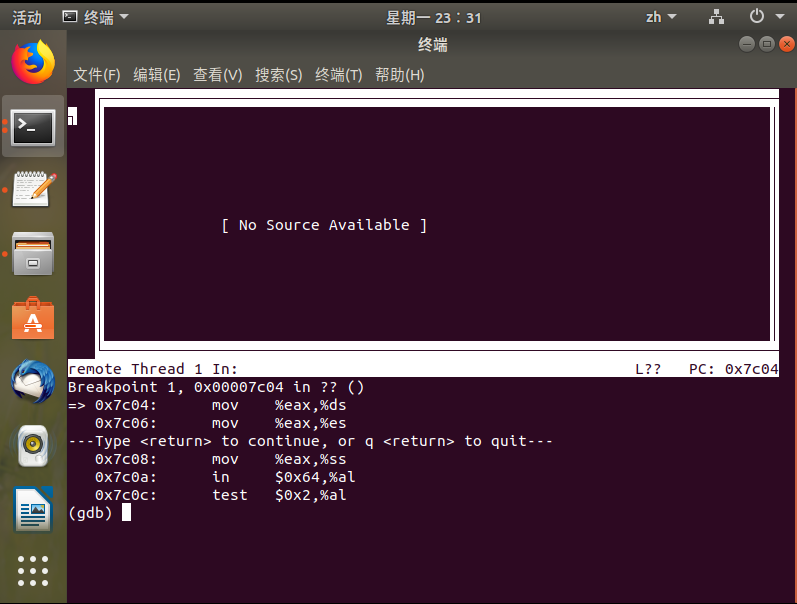 活动 终端 星期一 23：31 zh
终端
文件(F) 编辑(E) 查看(V) 搜索(S) 终端(T) 帮助(H)
[ No Source Available ]
remote Thread 1 In: L?? PC: 0x7c04
Breakpoint 1, 0x00007c04 in ?? ()
=> 0x7c04: mov %eax,%ds
0x7c06: mov %eax,%es
---Type <return> to continue, or q <return> to quit---
0x7c08: mov %eax,%ss
0x7c0a: in $0x64,%al
0x7c0c: test $0x2,%al
(gdb)